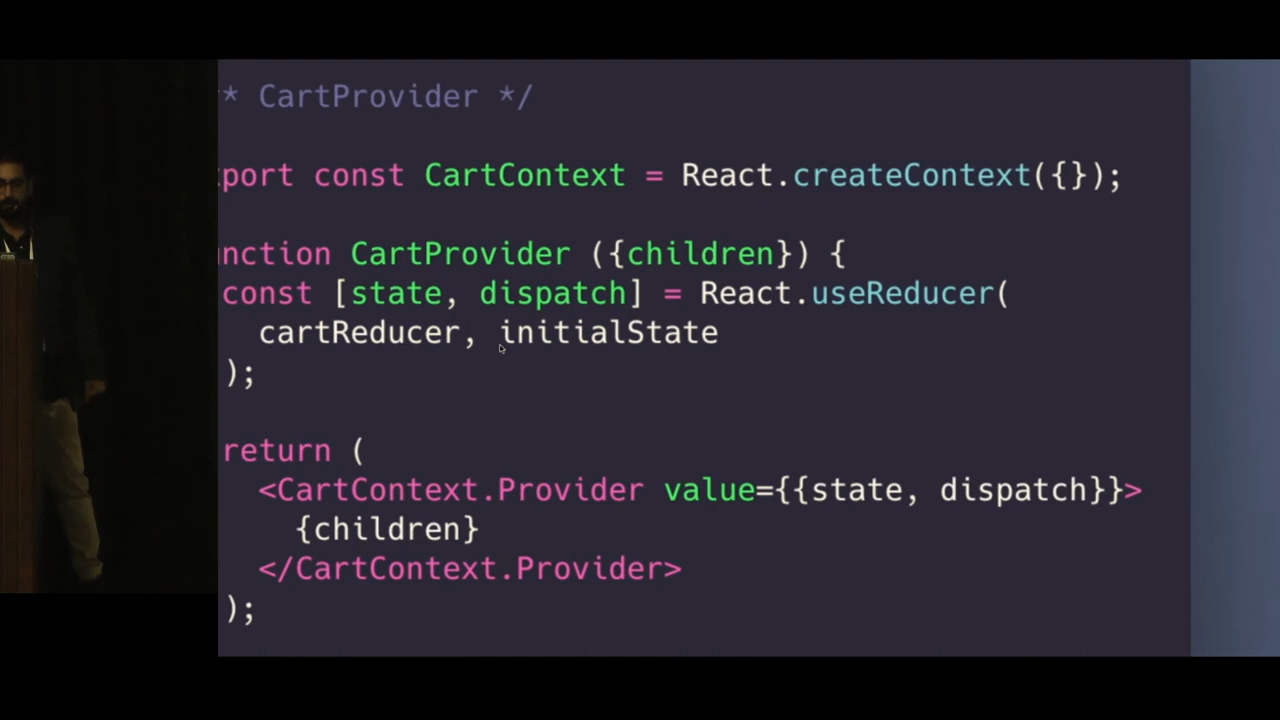 * CartProvider */
port const CartContext = React.createContext({});
nction CartProvider ({children}) {
const [state, dispatch] = React.useReducer(
cartReducer, initialState
);
return (
<CartContext.Provider value={{state, dispatch}}>
{children}
</CartContext.Provider>
);